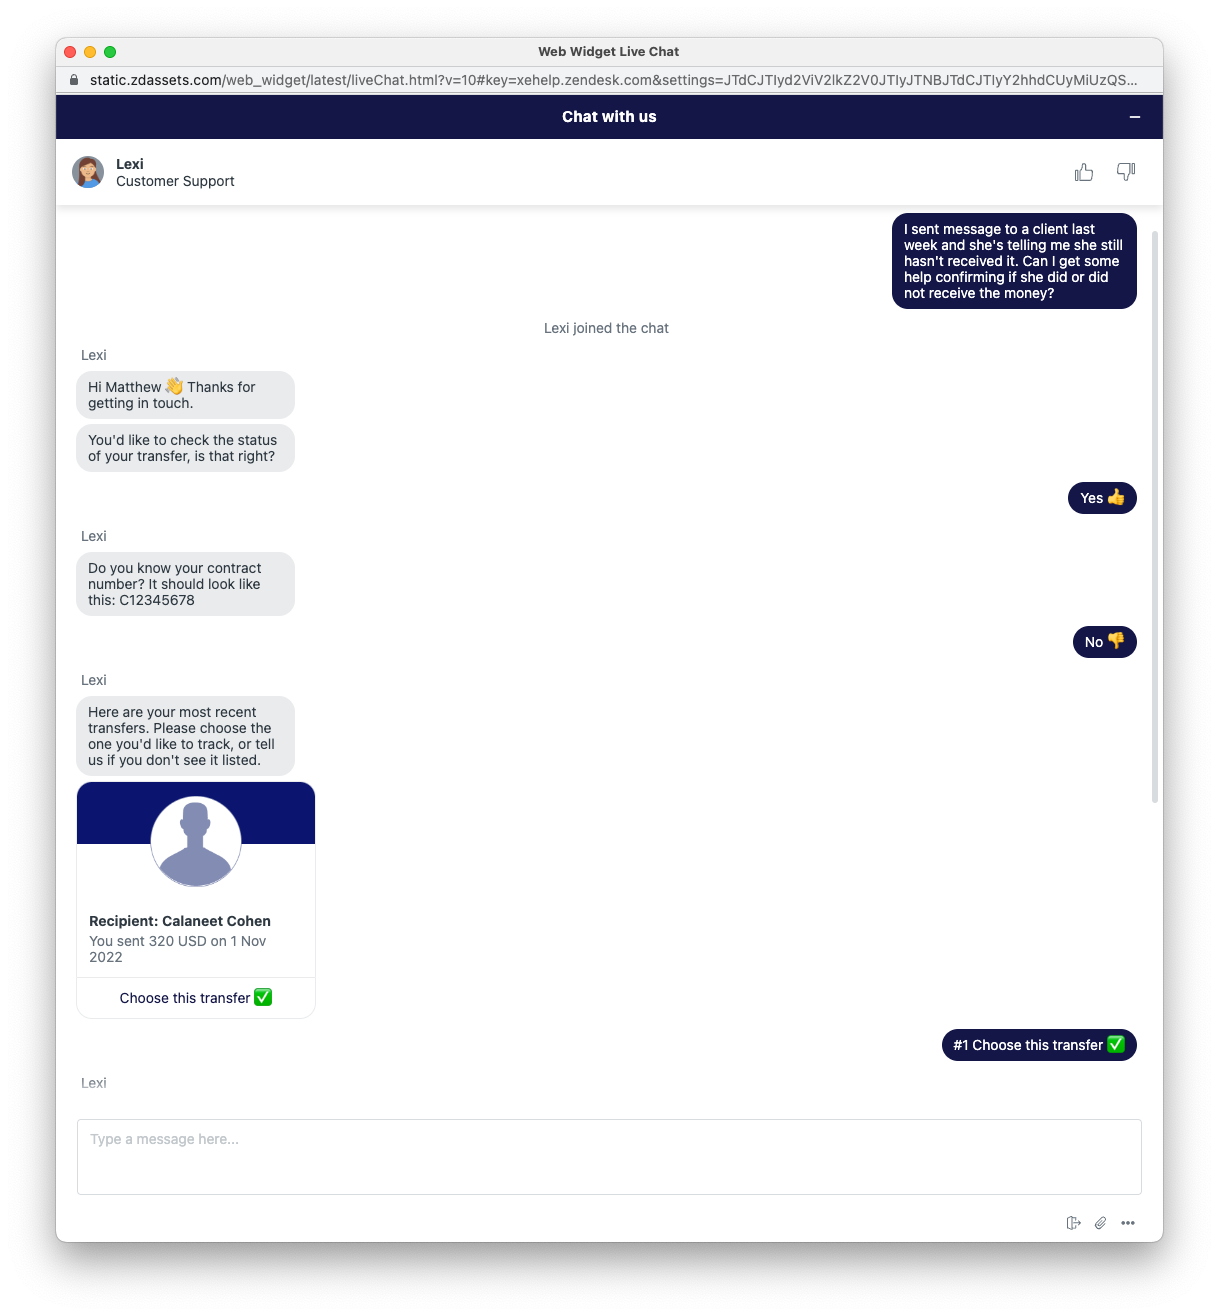 Web Widget Live Chat
static.zdassets.com/web_widget/latest/liveChat.html?v=10#key=xehelp.zendesk.com&settings=JTdCJTIyd2ViV2lkZ2V0JTIyJTNBJTdCJTIyY2hhdCUyMiUzQS...
Chat with us
Lexi
Customer Support
I sent message to a client last
week and she's telling me she still
hasn't received it. Can I get some
help confirming if she did or did
not receive the money?
Lexi joined the chat
Lexi
Hi Matthew 👋 Thanks for
getting in touch.
You'd like to check the status
of your transfer, is that right?
Yes 👍
Lexi
Do you know your contract
number? It should look like
this: C12345678
No 👎
Lexi
Here are your most recent
transfers. Please choose the
one you'd like to track, or tell
us if you don't see it listed.
Recipient: Calaneet Cohen
You sent 320 USD on 1 Nov
2022
Choose this transfer ✅
#1 Choose this transfer ✅
Lexi
Type a message here...